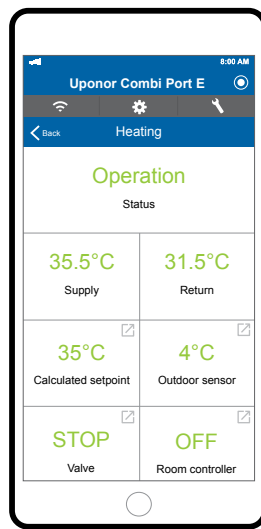 8:00 AM
Uponor Combi Port E
Back Heating
Operation
Status
35.5°C 31.5°C
Supply Return
35°C 4°C
Calculated setpoint Outdoor sensor
STOP OFF
Valve Room controller